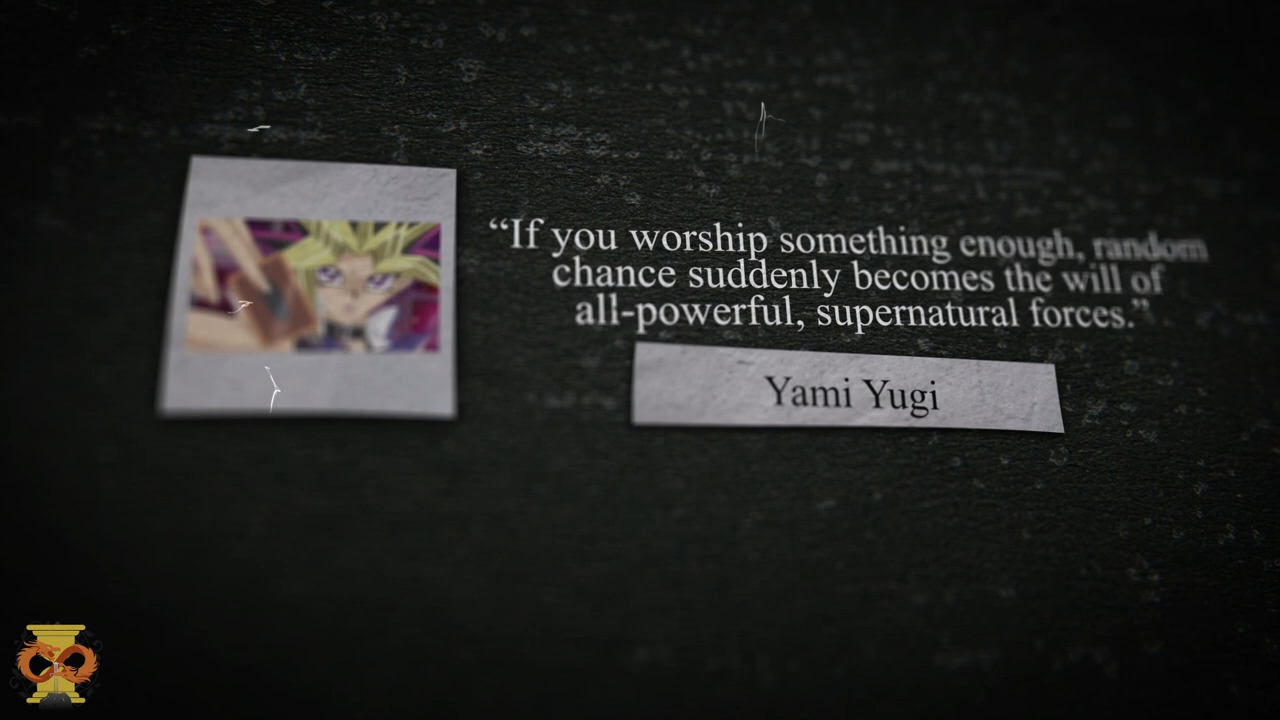 “If you worship something enough, random
chance suddenly becomes the will of
all-powerful, supernatural forces.”
Yami Yugi